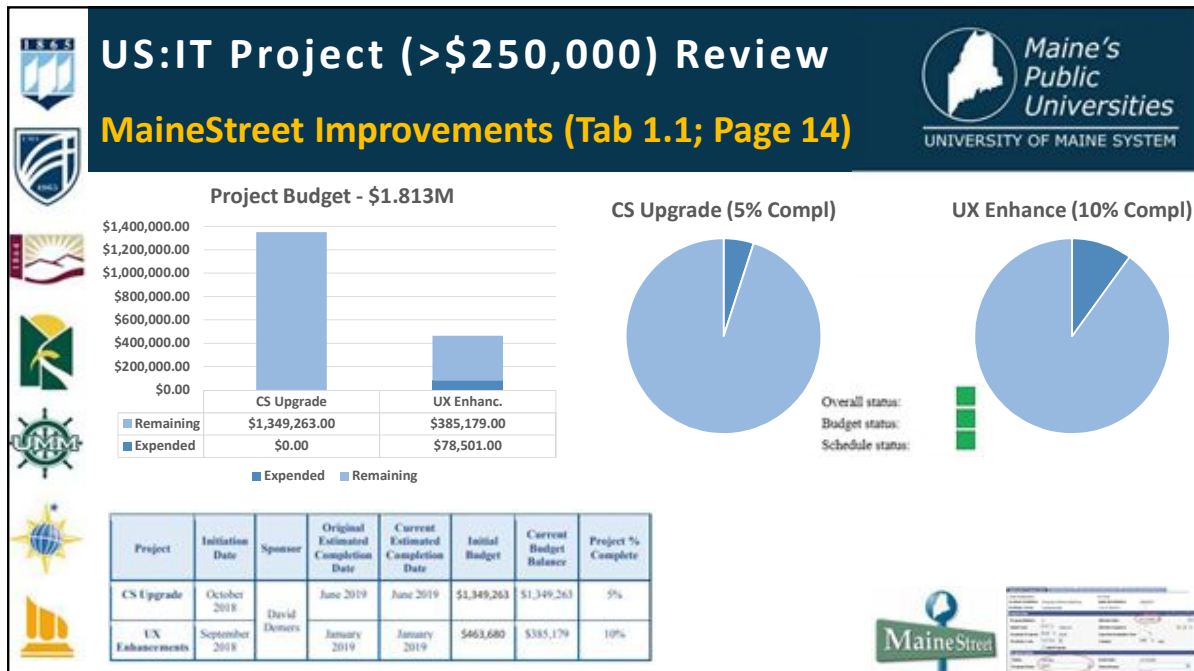 US:IT Project (>$250,000) Review
MaineStreet Improvements (Tab 1.1; Page 14)
Maine's
Public
Universities
UNIVERSITY OF MAINE SYSTEM
1865
1865
1864
UMM
Project Budget - $1.813M
$1,400,000.00
$1,200,000.00
$1,000,000.00
$800,000.00
$600,000.00
$400,000.00
$200,000.00
$0.00
CS Upgrade UX Enhanc.
Remaining $1,349,263.00 $385,179.00
Expended $0.00 $78,501.00
Expended Remaining
CS Upgrade (5% Compl)
UX Enhance (10% Compl)
Overall status:
Budget status:
Schedule status:
Project Initiation Date Sponsor Original Estimated Completion Date Current Estimated Completion Date Initial Budget Current Budget Balance Project % Complete
CS Upgrade October 2018 David Demers June 2019 June 2019 $1,349,263 $1,349,263 5%
UX Enhancements September 2018 January 2019 January 2019 $463,680 $385,179 10%
MaineStreet